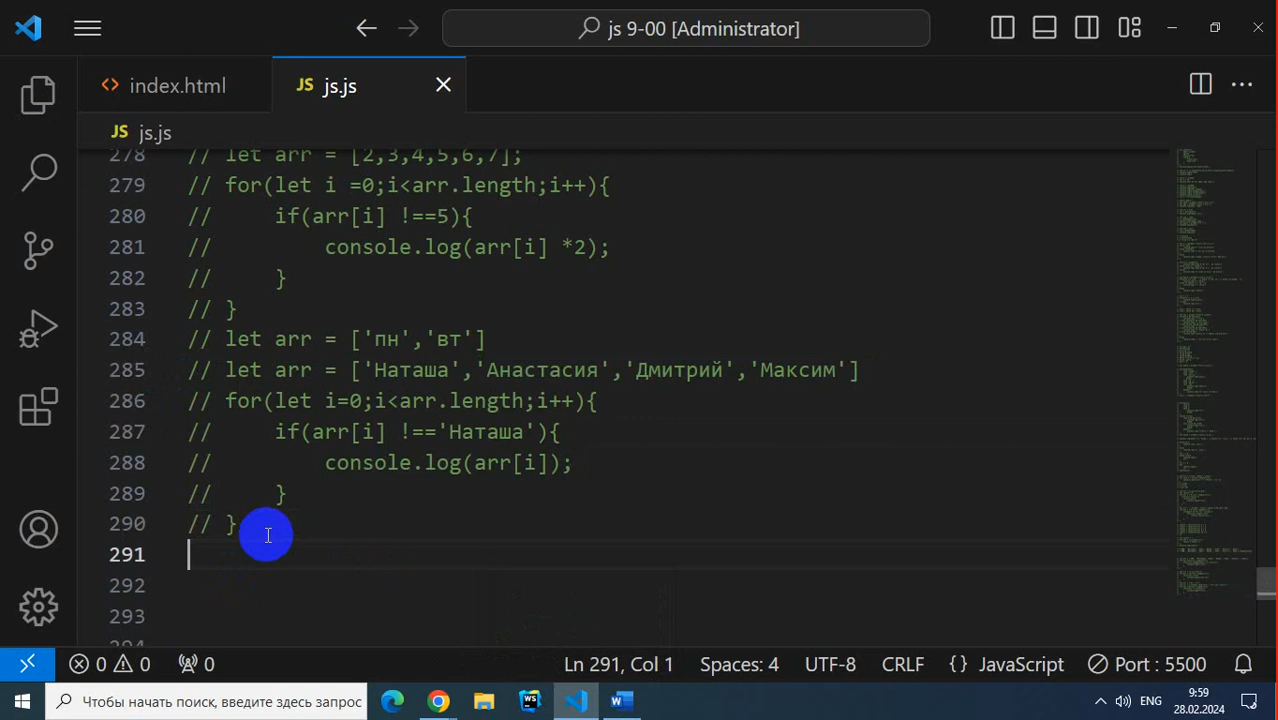 js 9-00 [Administrator]
index.html
JS js.js
JS js.js
278 // let arr = [2,3,4,5,6,7];
279 // for(let i =0;i<arr.length;i++){
280 //     if(arr[i] !==5){
281 //         console.log(arr[i] *2);
282 //     }
283 // }
284 // let arr = ['пн','вт']
285 // let arr = ['Наташа','Анастасия','Дмитрий','Максим']
286 // for(let i=0;i<arr.length;i++){
287 //     if(arr[i] !=='Наташа'){
288 //         console.log(arr[i]);
289 //     }
290 // }
291
292
293
294
0 0 0 Ln 291, Col 1 Spaces: 4 UTF-8 CRLF {} JavaScript Port : 5500
Чтобы начать поиск, введите здесь запрос
WS
ENG
9:59
28.02.2024